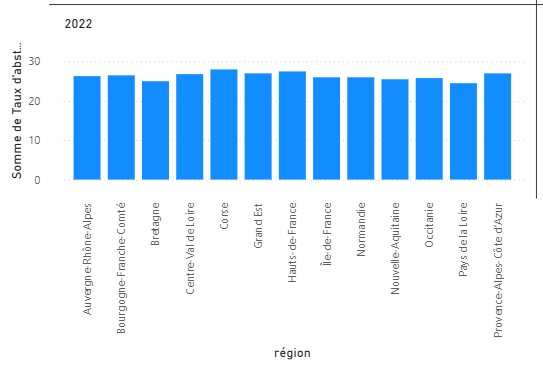 2022
Somme de Taux d'abst...
30
20
10
0
Auvergne-Rhône-Alpes
Bourgogne-Franche-Comté
Bretagne
Centre-Val de Loire
Corse
Grand Est
Hauts-de-France
Île-de-France
Normandie
Nouvelle-Aquitaine
Occitanie
Pays de la Loire
Provence-Alpes-Côte d'Azur
région